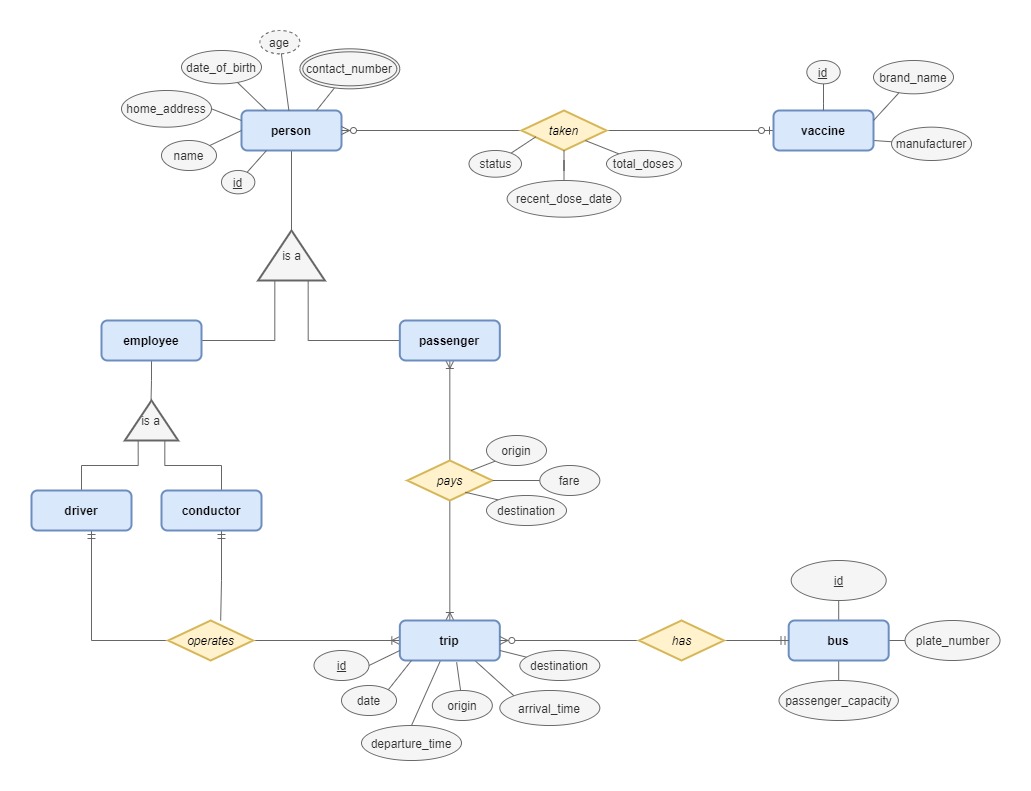 age
date_of_birth
contact_number
home_address
person
name
id
taken
status
total_doses
recent_dose_date
id
brand_name
vaccine
manufacturer
is a
employee
passenger
is a
driver
conductor
origin
pays
fare
destination
operates
trip
has
bus
id
plate_number
passenger_capacity
id
date
departure_time
origin
arrival_time
destination